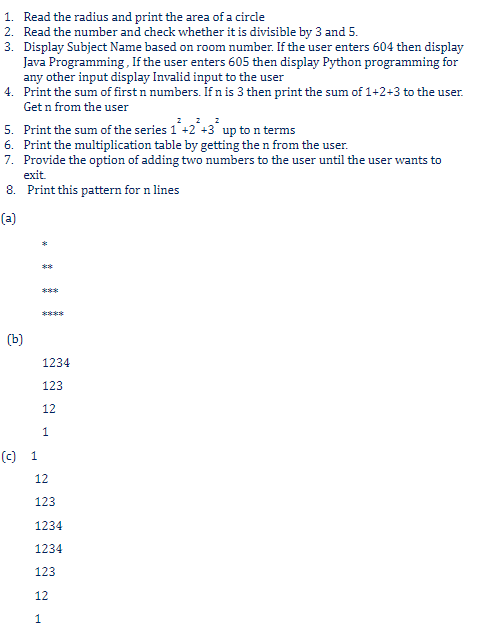 1. Read the radius and print the area of a circle
2. Read the number and check whether it is divisible by 3 and 5.
3. Display Subject Name based on room number. If the user enters 604 then display
Java Programming , If the user enters 605 then display Python programming for
any other input display Invalid input to the user
4. Print the sum of first n numbers. If n is 3 then print the sum of 1+2+3 to the user.
Get n from the user
5. Print the sum of the series 1²+2²+3² up to n terms
6. Print the multiplication table by getting the n from the user.
7. Provide the option of adding two numbers to the user until the user wants to
exit.
8. Print this pattern for n lines
(a)
*
**
***
****
(b)
1234
123
12
1
(c) 1
12
123
1234
1234
123
12
1